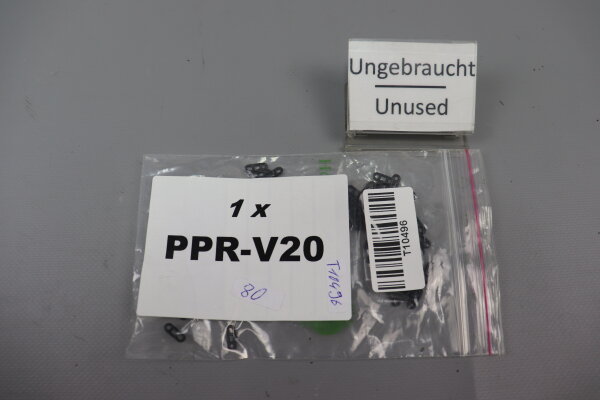 Ungebraucht
Unused
1 x
PPR-V20
80
T10496
T10496